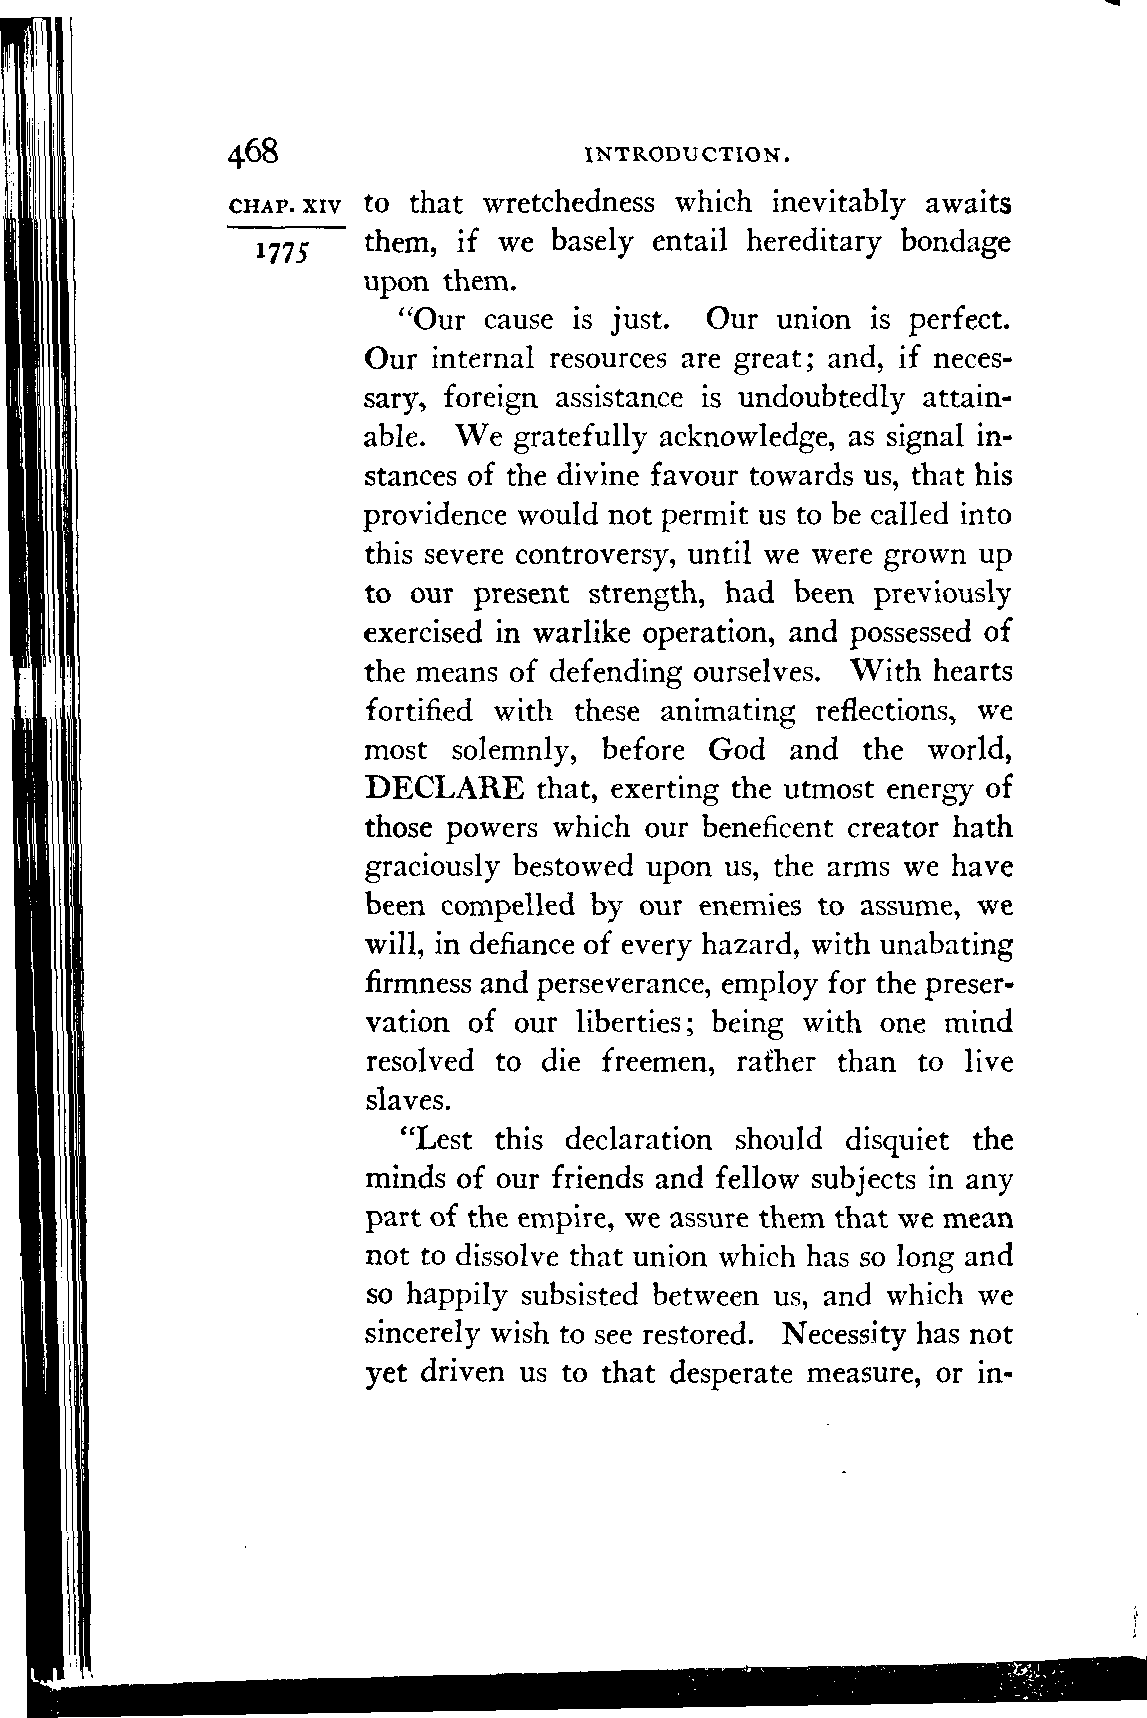 468 INTRODUCTION.
CHAP. XIV to that wretchedness which inevitably awaits
1775 them, if we basely entail hereditary bondage
upon them.
"Our cause is just. Our union is perfect.
Our internal resources are great; and, if neces-
sary, foreign assistance is undoubtedly attain-
able. We gratefully acknowledge, as signal in-
stances of the divine favour towards us, that his
providence would not permit us to be called into
this severe controversy, until we were grown up
to our present strength, had been previously
exercised in warlike operation, and possessed of
the means of defending ourselves. With hearts
fortified with these animating reflections, we
most solemnly, before God and the world,
DECLARE that, exerting the utmost energy of
those powers which our beneficent creator hath
graciously bestowed upon us, the arms we have
been compelled by our enemies to assume, we
will, in defiance of every hazard, with unabating
firmness and perseverance, employ for the preser-
vation of our liberties; being with one mind
resolved to die freemen, rather than to live
slaves.
"Lest this declaration should disquiet the
minds of our friends and fellow subjects in any
part of the empire, we assure them that we mean
not to dissolve that union which has so long and
so happily subsisted between us, and which we
sincerely wish to see restored. Necessity has not
yet driven us to that desperate measure, or in-